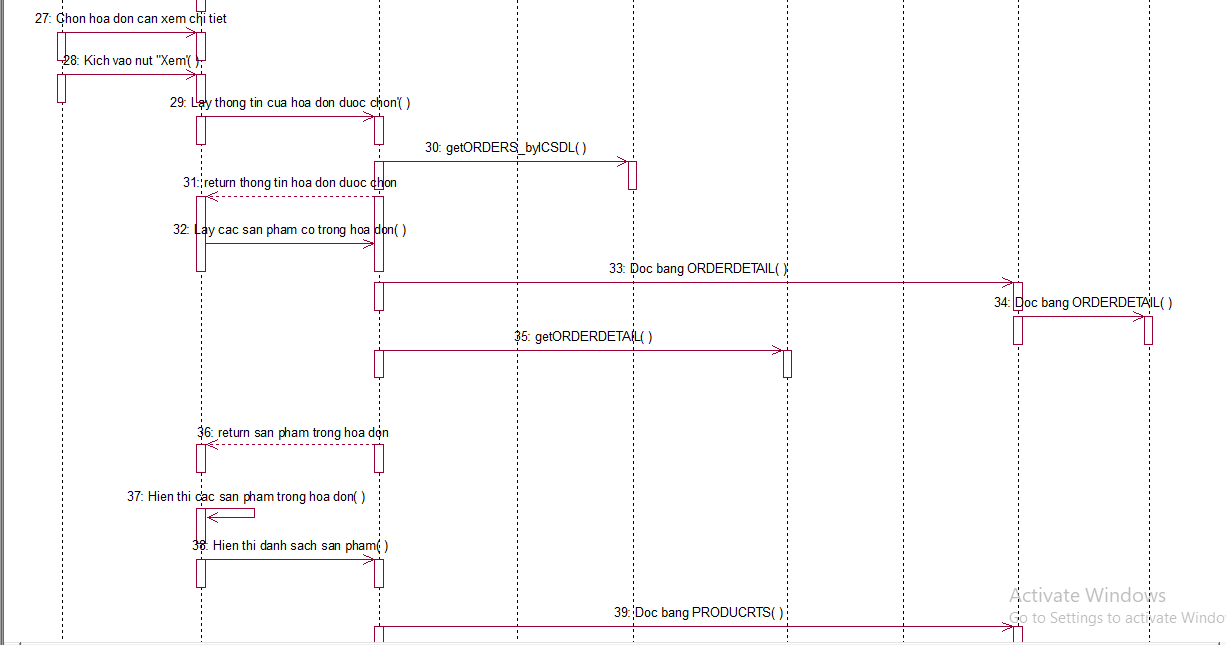 27: Chon hoa don can xem chi tiet
28: Kich vao nut "Xem'( )
29: Lay thong tin cua hoa don duoc chon'( )
30: getORDERS_byICSDL( )
31: return thong tin hoa don duoc chon
32: Lay cac san pham co trong hoa don( )
33: Doc bang ORDERDETAIL( )
34: Doc bang ORDERDETAIL( )
35: getORDERDETAIL( )
36: return san pham trong hoa don
37: Hien thi cac san pham trong hoa don( )
38: Hien thi danh sach san pham( )
Activate Windows
Go to Settings to activate Windo
39: Doc bang PRODUCRTS( )